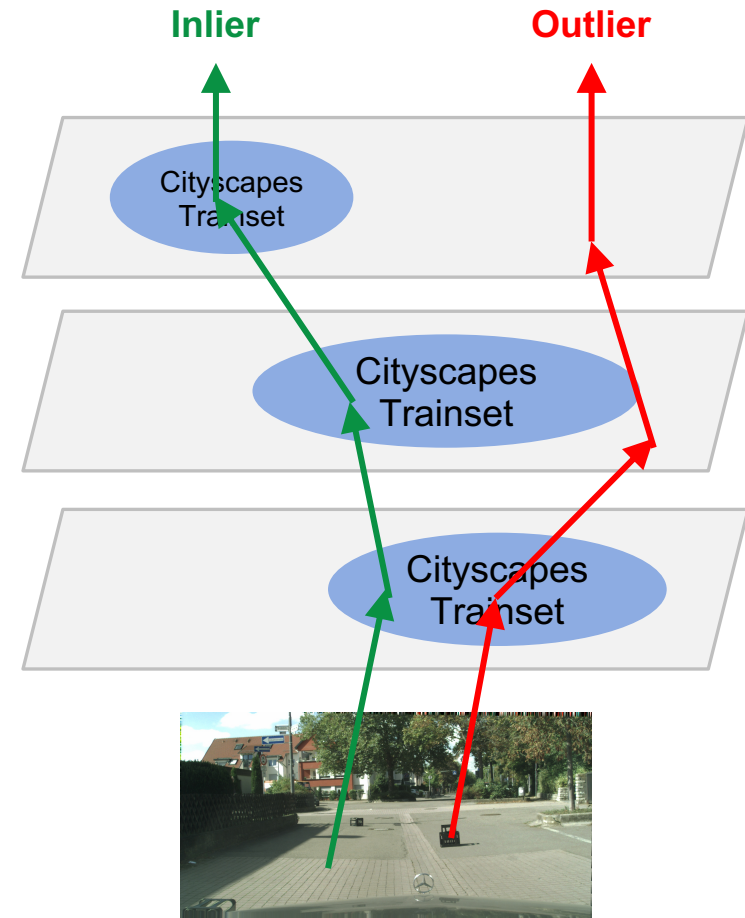 Inlier
Outlier
Cityscapes
Trainset
Cityscapes
Trainset
Cityscapes
Trainset